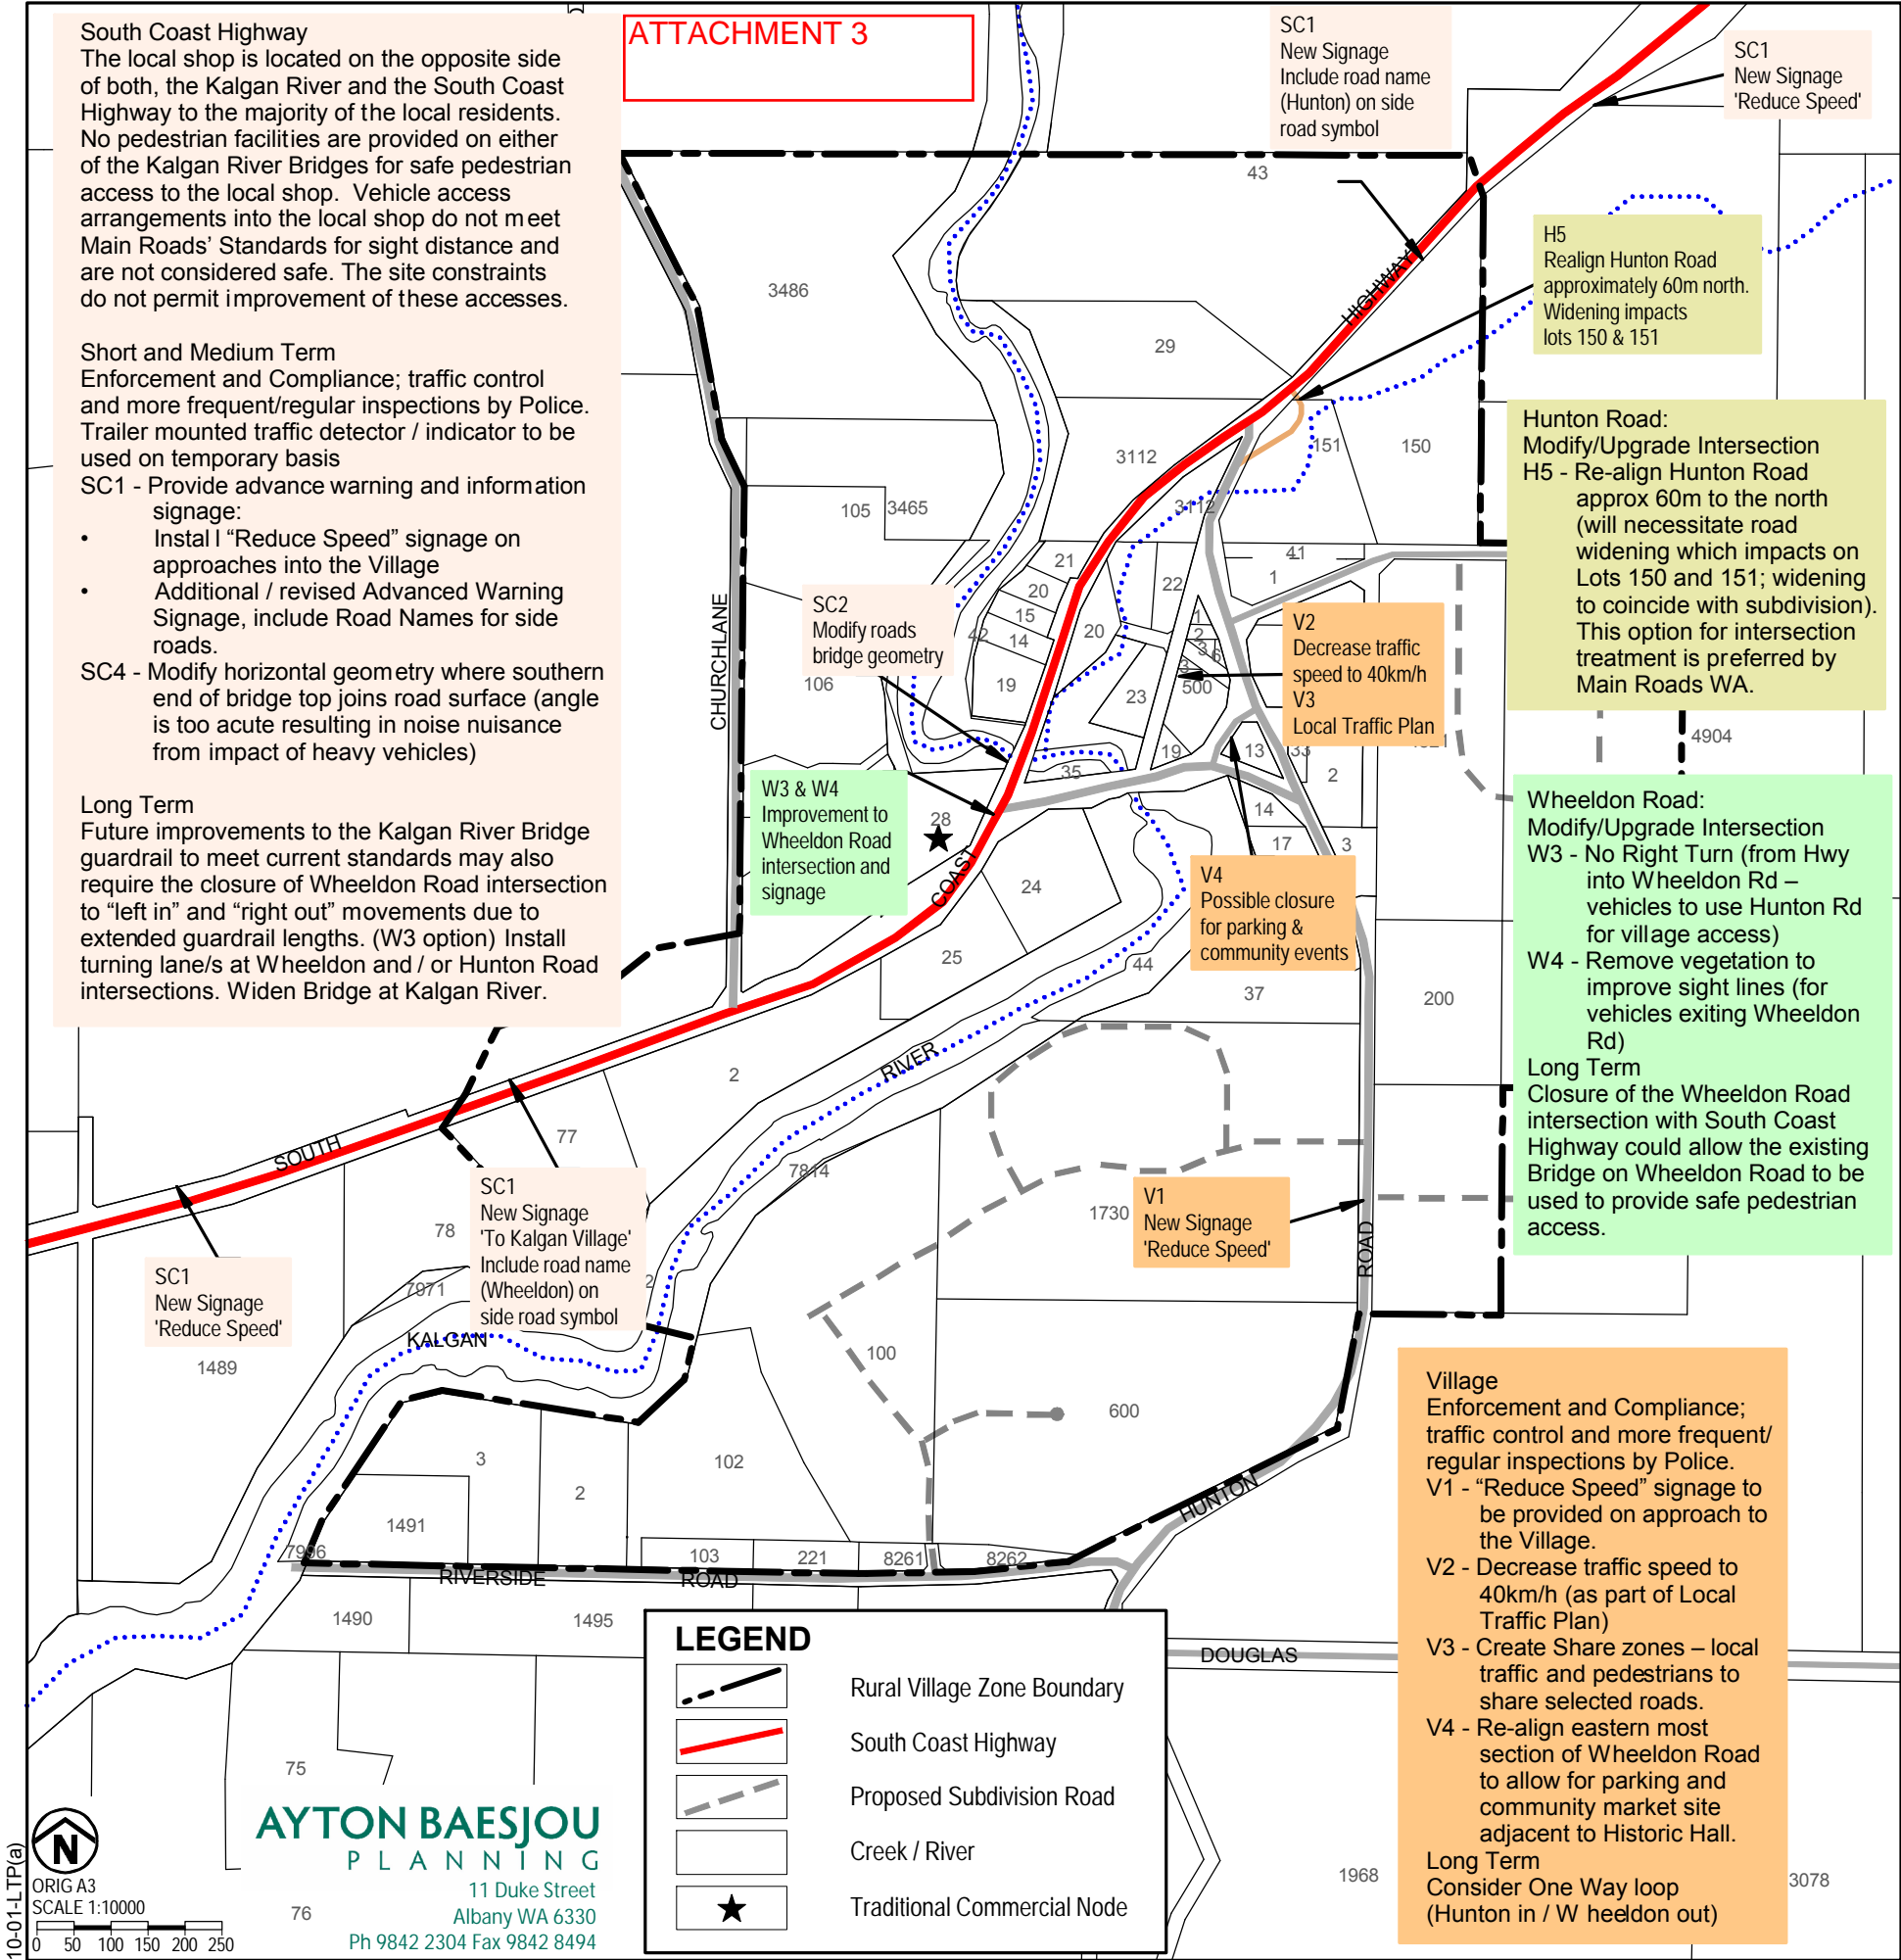 ATTACHMENT 3
South Coast Highway
The local shop is located on the opposite side
of both, the Kalgan River and the South Coast
Highway to the majority of the local residents.
No pedestrian facilities are provided on either
of the Kalgan River Bridges for safe pedestrian
access to the local shop.  Vehicle access
arrangements into the local shop do not meet
Main Roads' Standards for sight distance and
are not considered safe. The site constraints
do not permit improvement of these accesses.
Short and Medium Term
Enforcement and Compliance; traffic control
and more frequent/regular inspections by Police.
Trailer mounted traffic detector / indicator to be
used on temporary basis
SC1 - Provide advance warning and information
signage:
• Install “Reduce Speed” signage on
approaches into the Village
• Additional / revised Advanced Warning
Signage, include Road Names for side
roads.
SC4 - Modify horizontal geometry where southern
end of bridge top joins road surface (angle
is too acute resulting in noise nuisance
from impact of heavy vehicles)
Long Term
Future improvements to the Kalgan River Bridge
guardrail to meet current standards may also
require the closure of Wheeldon Road intersection
to “left in” and “right out” movements due to
extended guardrail lengths. (W3 option) Install
turning lane/s at Wheeldon and / or Hunton Road
intersections. Widen Bridge at Kalgan River.
SC1
New Signage
Include road name
(Hunton) on side
road symbol
SC1
New Signage
'Reduce Speed'
43
H5
Realign Hunton Road
approximately 60m north.
Widening impacts
lots 150 & 151
HIGHWAY
3486
29
3112
151
150
Hunton Road:
Modify/Upgrade Intersection
H5 - Re-align Hunton Road
approx 60m to the north
(will necessitate road
widening which impacts on
Lots 150 and 151; widening
to coincide with subdivision).
This option for intersection
treatment is preferred by
Main Roads WA.
105
3465
3112
21
41
20
22
1
15
42
14
20
1
2
3
6
3
500
19
23
CHURCHLANE
SC2
Modify roads
bridge geometry
106
V2
Decrease traffic
speed to 40km/h
V3
Local Traffic Plan
4904
19
13
33
2
35
W3 & W4
Improvement to
Wheeldon Road
intersection and
signage
28
COAST
14
17
3
24
V4
Possible closure
for parking &
community events
25
44
37
200
Wheeldon Road:
Modify/Upgrade Intersection
W3 - No Right Turn (from Hwy
into Wheeldon Rd –
vehicles to use Hunton Rd
for village access)
W4 - Remove vegetation to
improve sight lines (for
vehicles exiting Wheeldon
Rd)
Long Term
Closure of the Wheeldon Road
intersection with South Coast
Highway could allow the existing
Bridge on Wheeldon Road to be
used to provide safe pedestrian
access.
RIVER
2
77
SOUTH
7814
78
SC1
New Signage
'To Kalgan Village'
Include road name
(Wheeldon) on
side road symbol
2
1730
V1
New Signage
'Reduce Speed'
ROAD
SC1
New Signage
'Reduce Speed'
7971
KALGAN
1489
100
600
3
2
102
1491
7996
103
221
8261
8262
HUNTON
RIVERSIDE
ROAD
1490
1495
DOUGLAS
Village
Enforcement and Compliance;
traffic control and more frequent/
regular inspections by Police.
V1 - “Reduce Speed” signage to
be provided on approach to
the Village.
V2 - Decrease traffic speed to
40km/h (as part of Local
Traffic Plan)
V3 - Create Share zones – local
traffic and pedestrians to
share selected roads.
V4 - Re-align eastern most
section of Wheeldon Road
to allow for parking and
community market site
adjacent to Historic Hall.
Long Term
Consider One Way loop
(Hunton in / W heeldon out)
LEGEND
Rural Village Zone Boundary
South Coast Highway
Proposed Subdivision Road
Creek / River
Traditional Commercial Node
75
76
1968
3078
AYTON BAESJOU
PLANNING
11 Duke Street
Albany WA 6330
Ph 9842 2304 Fax 9842 8494
N
ORIG A3
SCALE 1:10000
0 50 100 150 200 250
10-01-LTP(a)